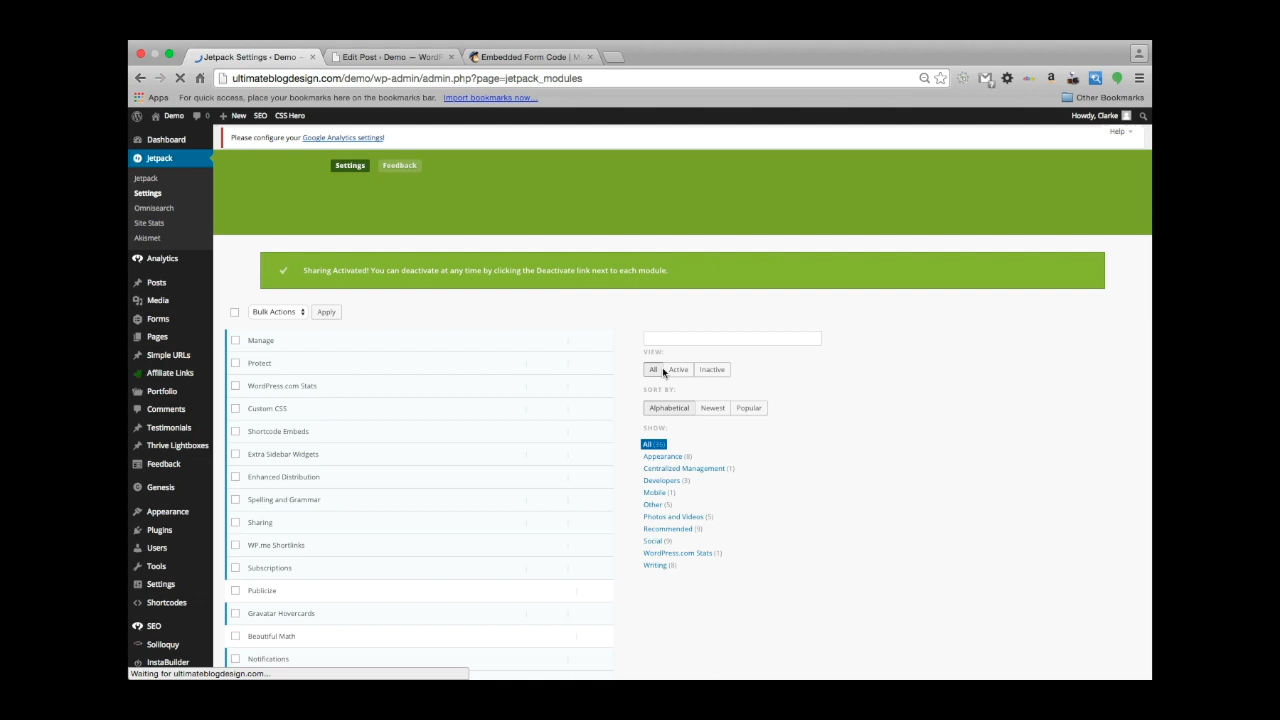 Jetpack Settings ‹ Demo —
Edit Post ‹ Demo — WordP
Embedded Form Code | M
ultimateblogdesign.com/demo/wp-admin/admin.php?page=jetpack_modules
Apps For quick access, place your bookmarks here on the bookmarks bar. Import bookmarks now... Other Bookmarks
Demo 0 + New SEO CSS Hero Howdy, Clarke
Please configure your Google Analytics settings!
Help
Dashboard
Jetpack
Jetpack
Settings
Omnisearch
Site Stats
Akismet
Analytics
Posts
Media
Forms
Pages
Simple URLs
Affiliate Links
Portfolio
Comments
Testimonials
Thrive Lightboxes
Feedback
Genesis
Appearance
Plugins
Users
Tools
Settings
Shortcodes
SEO
Soliloquy
InstaBuilder
Settings Feedback
Sharing Activated! You can deactivate at any time by clicking the Deactivate link next to each module.
Bulk Actions Apply
Manage
Protect
WordPress.com Stats
Custom CSS
Shortcode Embeds
Extra Sidebar Widgets
Enhanced Distribution
Spelling and Grammar
Sharing
WP.me Shortlinks
Subscriptions
Publicize
Gravatar Hovercards
Beautiful Math
Notifications
VIEW:
All Active Inactive
SORT BY:
Alphabetical Newest Popular
SHOW:
All
Appearance (8)
Centralized Management (1)
Developers (3)
Mobile (1)
Other (5)
Photos and Videos (5)
Recommended (9)
Social (9)
WordPress.com Stats (1)
Writing (8)
Waiting for ultimateblogdesign.com...